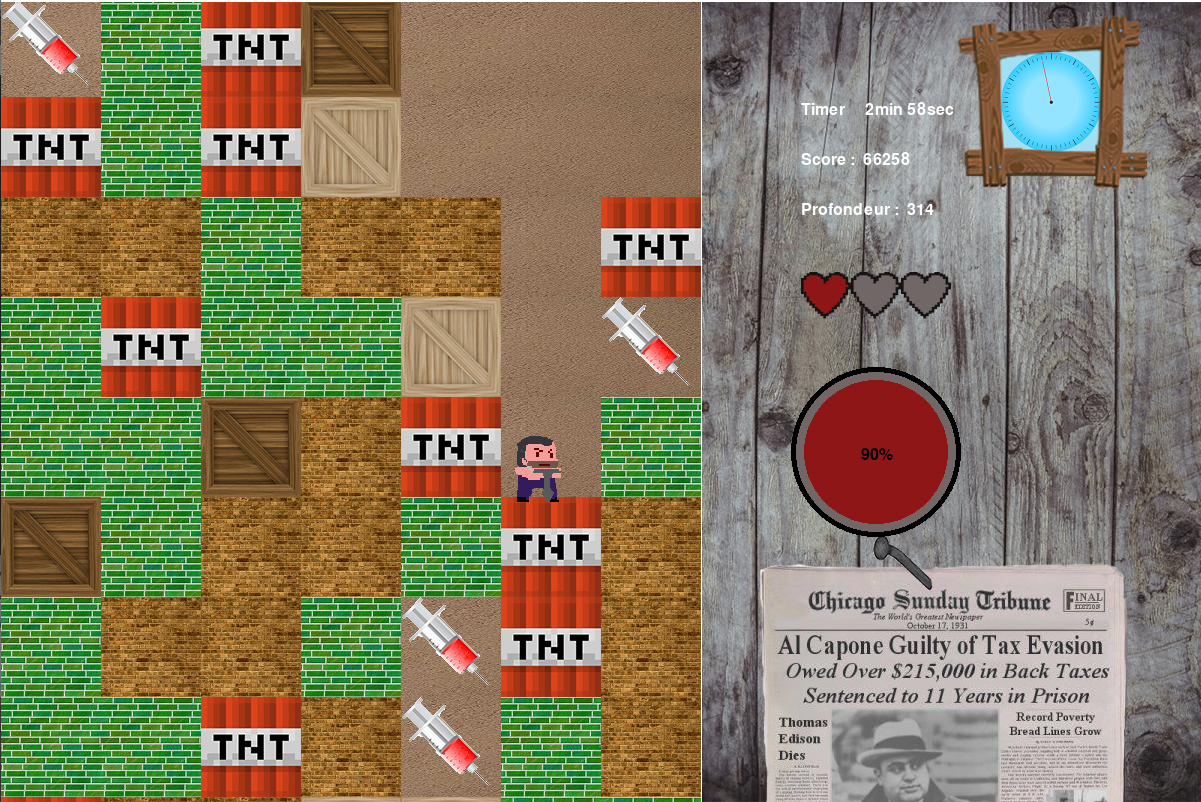 TNT
TNT
TNT
TNT
TNT
TNT
TNT
TNT
TNT
Timer 2min 58sec
Score : 66258
Profondeur : 314
90%
Chicago Sunday Tribune
FINAL
EDITION
The World's Greatest Newspaper
October 17, 1931
5¢
Al Capone Guilty of Tax Evasion
Owed Over $215,000 in Back Taxes
Sentenced to 11 Years in Prison
Thomas
Edison
Dies
Record Poverty
Bread Lines Grow